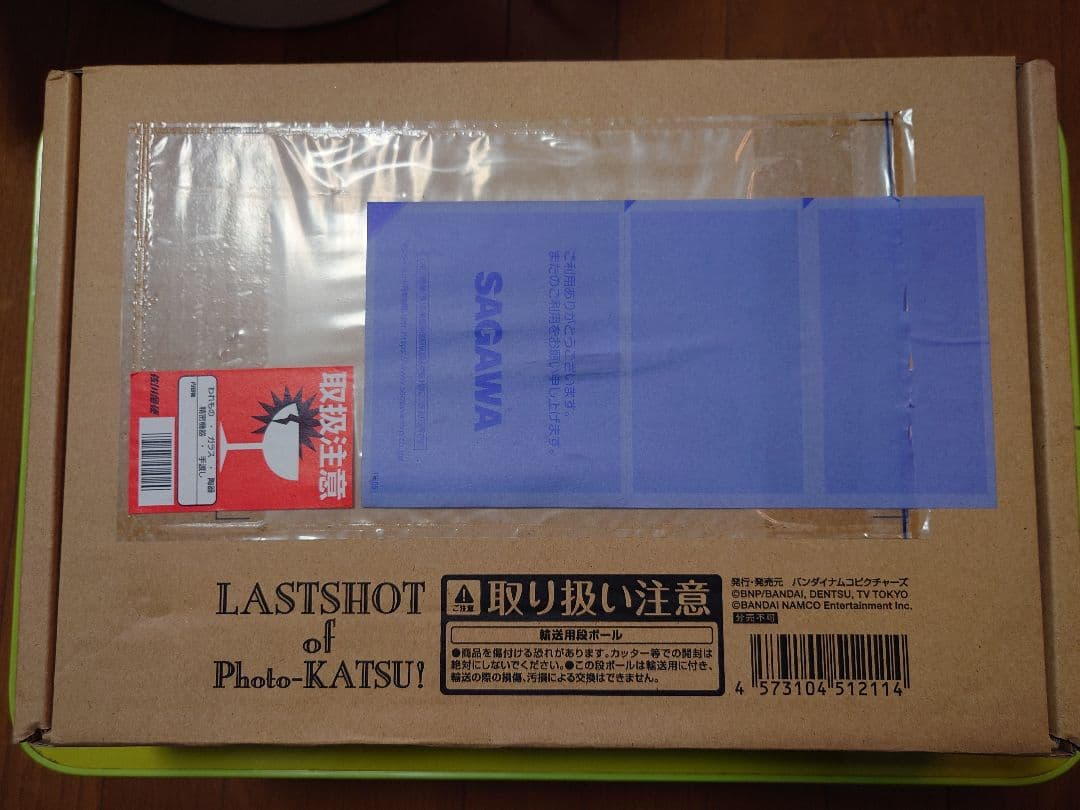 SAGAWA
ご利用ありがとうございます。
またのご利用をお願い申し上げます。
取扱注意
われもの ・ ガラス ・ 陶器
精密機器 ・ 手渡し
内容物
佐川急便
LASTSHOT
of
Photo-KATSU!
ご注意
取り扱い注意
輸送用段ボール
●商品を傷付ける恐れがあります。カッター等での開封は
絶対にしないでください。●この段ボールは輸送用に付き、
輸送の際の損傷、汚損による交換はできません。
発行・発売元 バンダイナムコピクチャーズ
©BNP/BANDAI, DENTSU, TV TOKYO
©BANDAI NAMCO Entertainment Inc.
分売不可
4 573104 512114